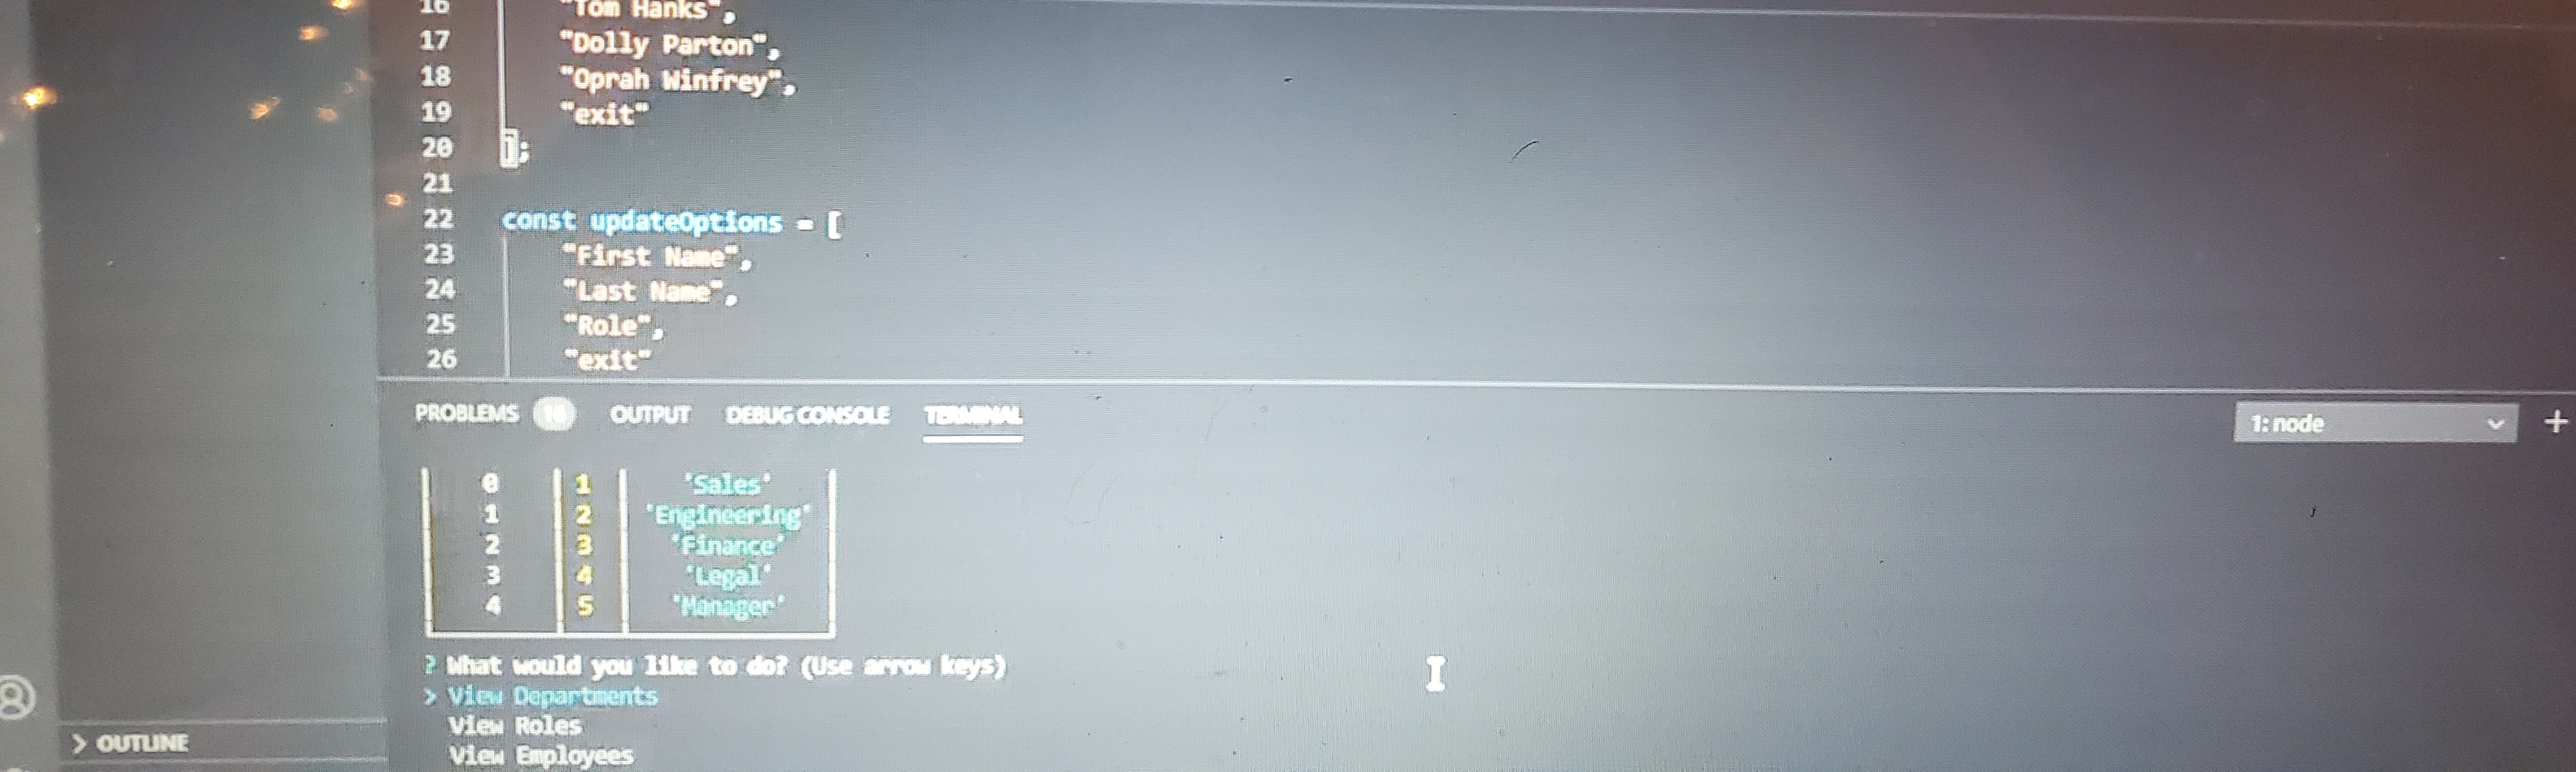 16 "Tom Hanks",
17 "Dolly Parton",
18 "Oprah Winfrey",
19 "exit"
20 ];
21
22 const updateOptions = [
23 "First Name",
24 "Last Name",
25 "Role",
26 "exit"
PROBLEMS 16 OUTPUT DEBUG CONSOLE TERMINAL 1: node
0 1 'Sales'
1 2 'Engineering'
2 3 'Finance'
3 4 'Legal'
4 5 'Manager'
? What would you like to do? (Use arrow keys)
> View Departments
View Roles
View Employees
OUTLINE